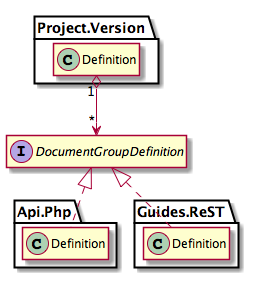 Project.Version
C Definition
1
*
I DocumentGroupDefinition
Api.Php
Guides.ReST
C Definition
C Definition